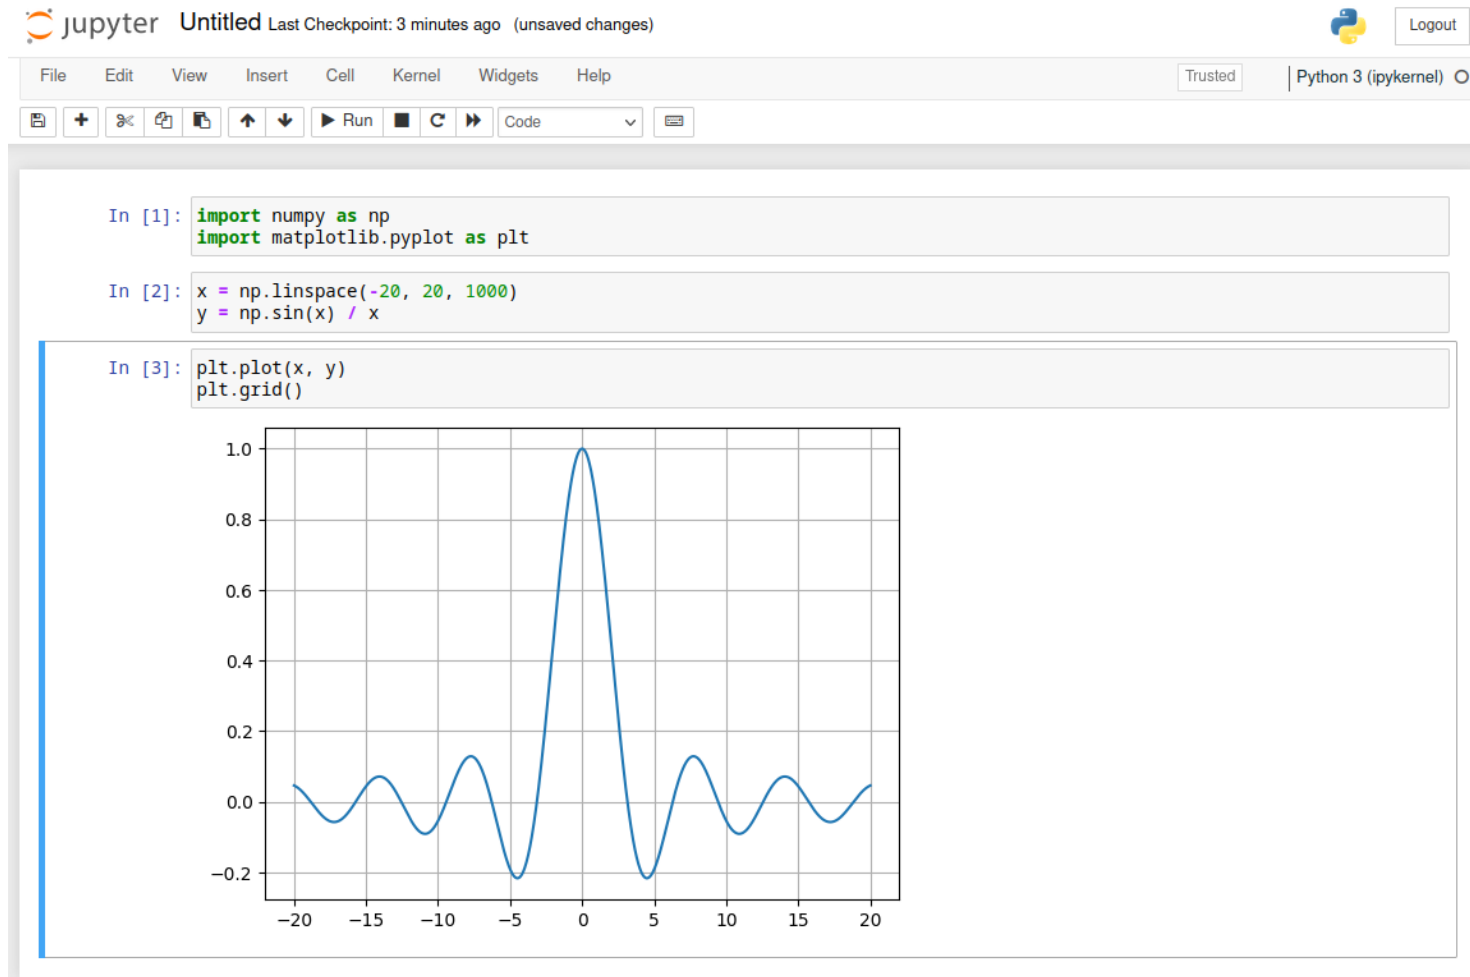 jupyter Untitled Last Checkpoint: 3 minutes ago (unsaved changes) Logout
File Edit View Insert Cell Kernel Widgets Help Trusted Python 3 (ipykernel)
Run Code
In [1]: import numpy as np
import matplotlib.pyplot as plt
In [2]: x = np.linspace(-20, 20, 1000)
y = np.sin(x) / x
In [3]: plt.plot(x, y)
plt.grid()
1.0
0.8
0.6
0.4
0.2
0.0
−0.2
−20 −15 −10 −5 0 5 10 15 20